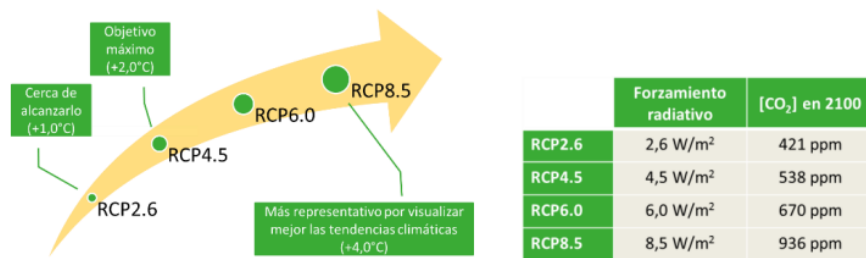 Objetivo
máximo
(+2,0°C)
Cerca de
alcanzarlo
(+1,0°C)
RCP8.5
RCP6.0
RCP4.5
RCP2.6
Más representativo por visualizar
mejor las tendencias climáticas
(+4,0°C)
Forzamiento
radiativo
[CO₂] en 2100
RCP2.6 2,6 W/m² 421 ppm
RCP4.5 4,5 W/m² 538 ppm
RCP6.0 6,0 W/m² 670 ppm
RCP8.5 8,5 W/m² 936 ppm